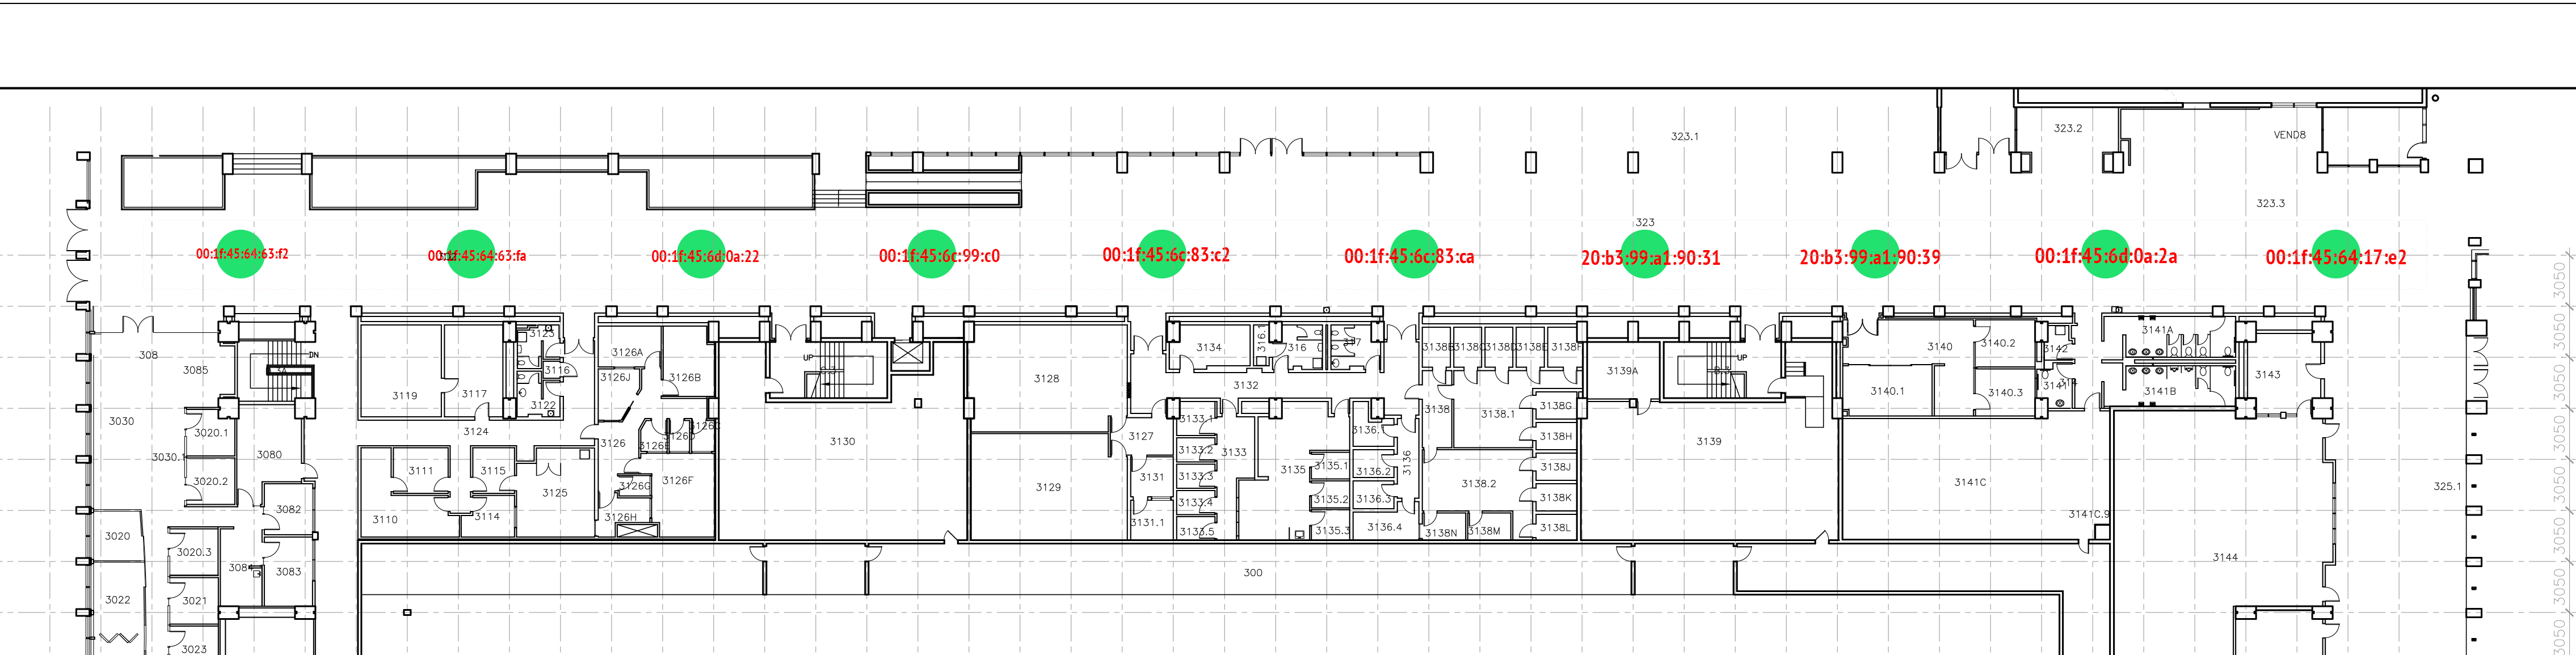 323.1
323.2
VEND8
323.3
323
00:1f:45:64:63:f2
00:1f:45:64:63:fa
00:1f:45:6d:0a:22
00:1f:45:6c:99:c0
00:1f:45:6c:83:c2
00:1f:45:6c:83:ca
20:b3:99:a1:90:31
20:b3:99:a1:90:39
00:1f:45:6d:0a:2a
00:1f:45:64:17:e2
3050
308
DN
3085
3119
3117
3123
3116
3122
3126A
3126J
3126B
UP
3128
3134
316.1
316
317
3132
3138B
3138F
3139A
UP
3140
3140.2
3142
3141A
3140.1
3140.3
3141
3141B
3143
3030
3020.1
3030.1
3080
3020.2
3124
3111
3115
3125
3110
3114
3126
3126E
3126D
3126C
3126G
3126F
3126H
3130
3127
3129
3131
3131.1
3133.1
3133.2
3133
3133.3
3133.4
3133.5
3135
3135.1
3135.2
3135.3
3136.1
3136
3136.2
3136.3
3136.4
3138
3138.1
3138G
3138H
3138.2
3138J
3138K
3138N
3138M
3138L
3139
3141C
3141C.9
325.1
3050
3050
3082
3020
3020.3
3083
300
3144
3022
3021
3023
3050
3050
3050
3050